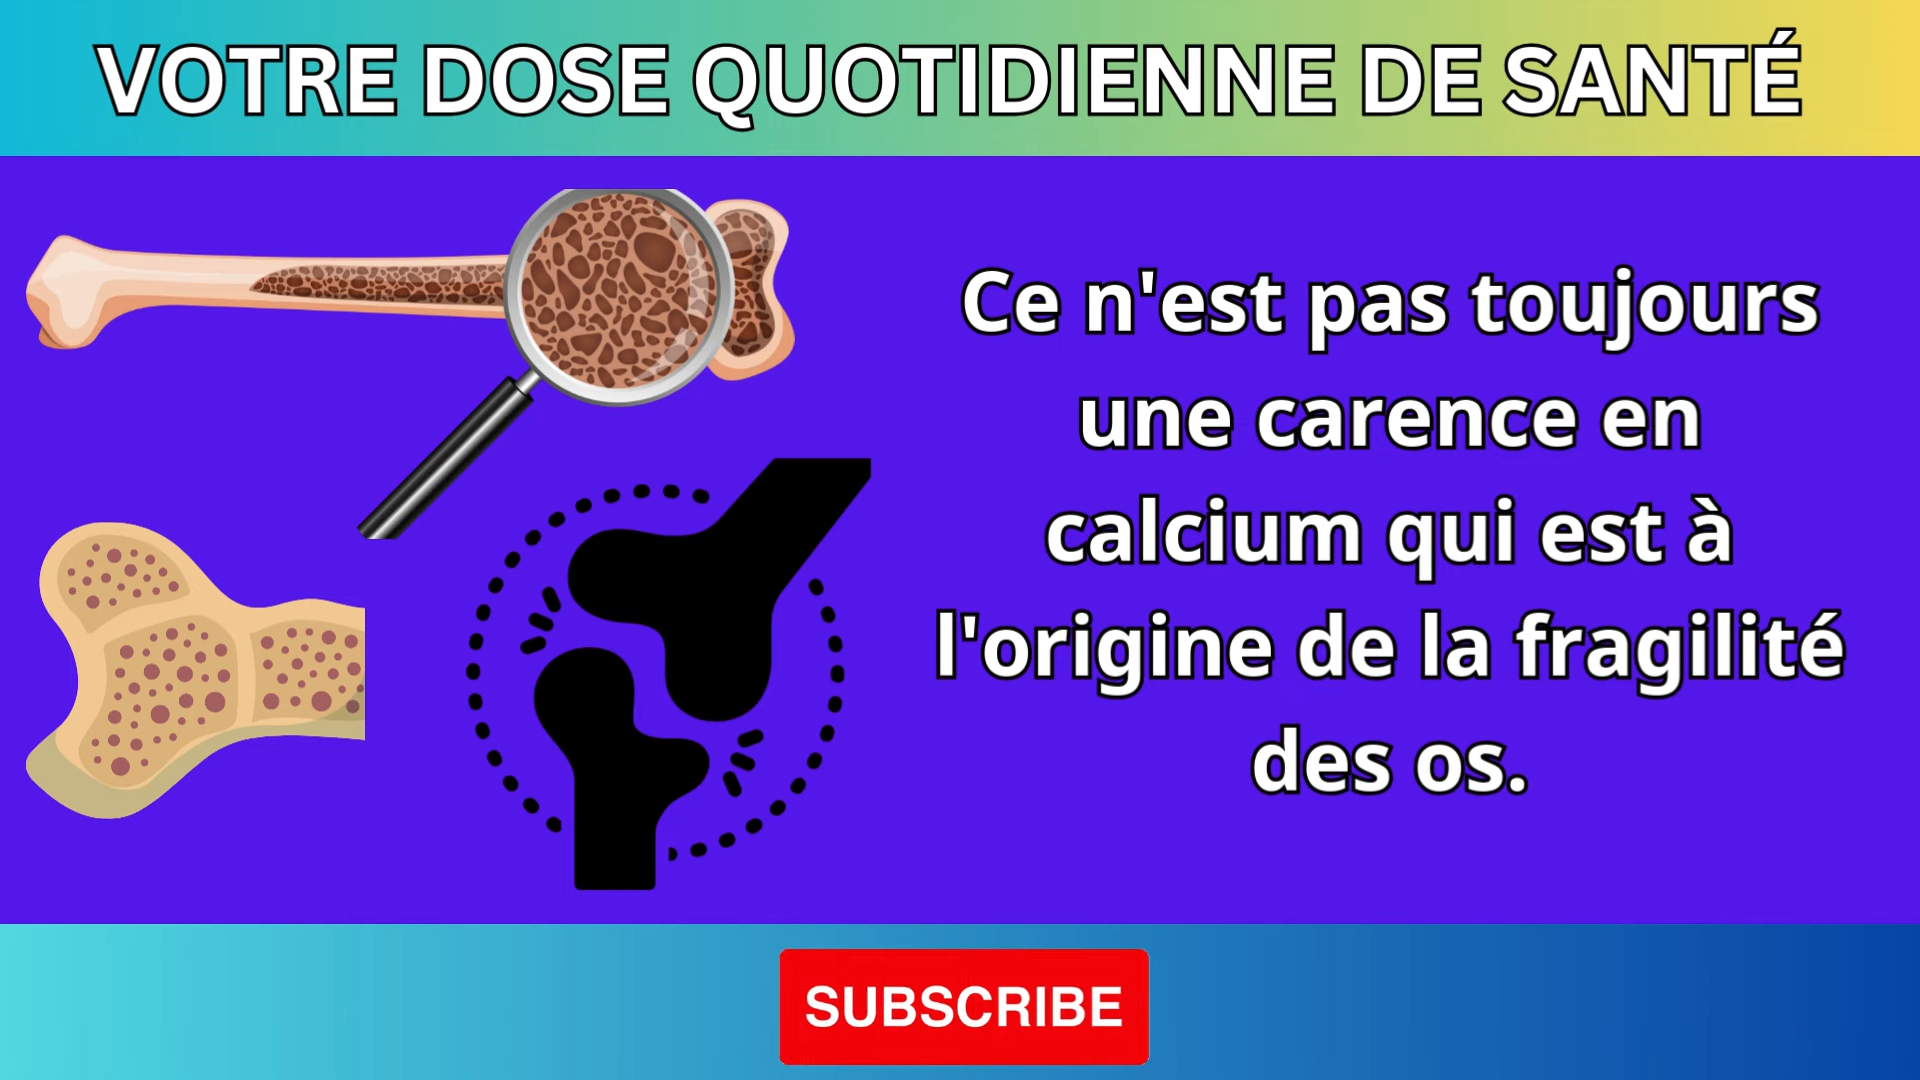 VOTRE DOSE QUOTIDIENNE DE SANTÉ
Ce n'est pas toujours
une carence en
calcium qui est à
l'origine de la fragilité
des os.
SUBSCRIBE